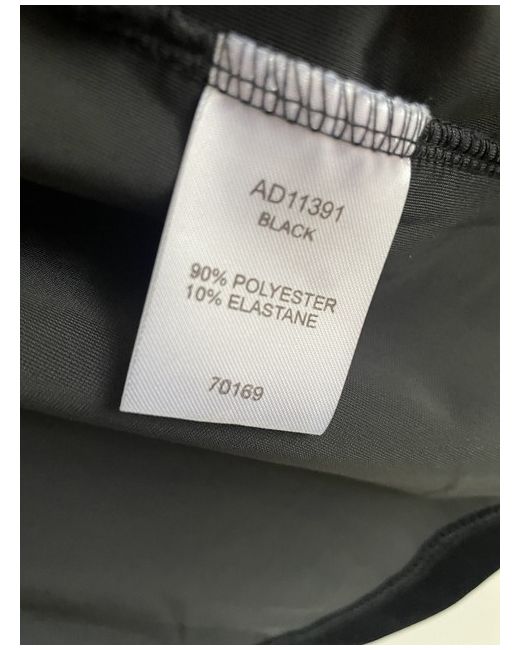 AD11391
BLACK
90% POLYESTER
10% ELASTANE
70169